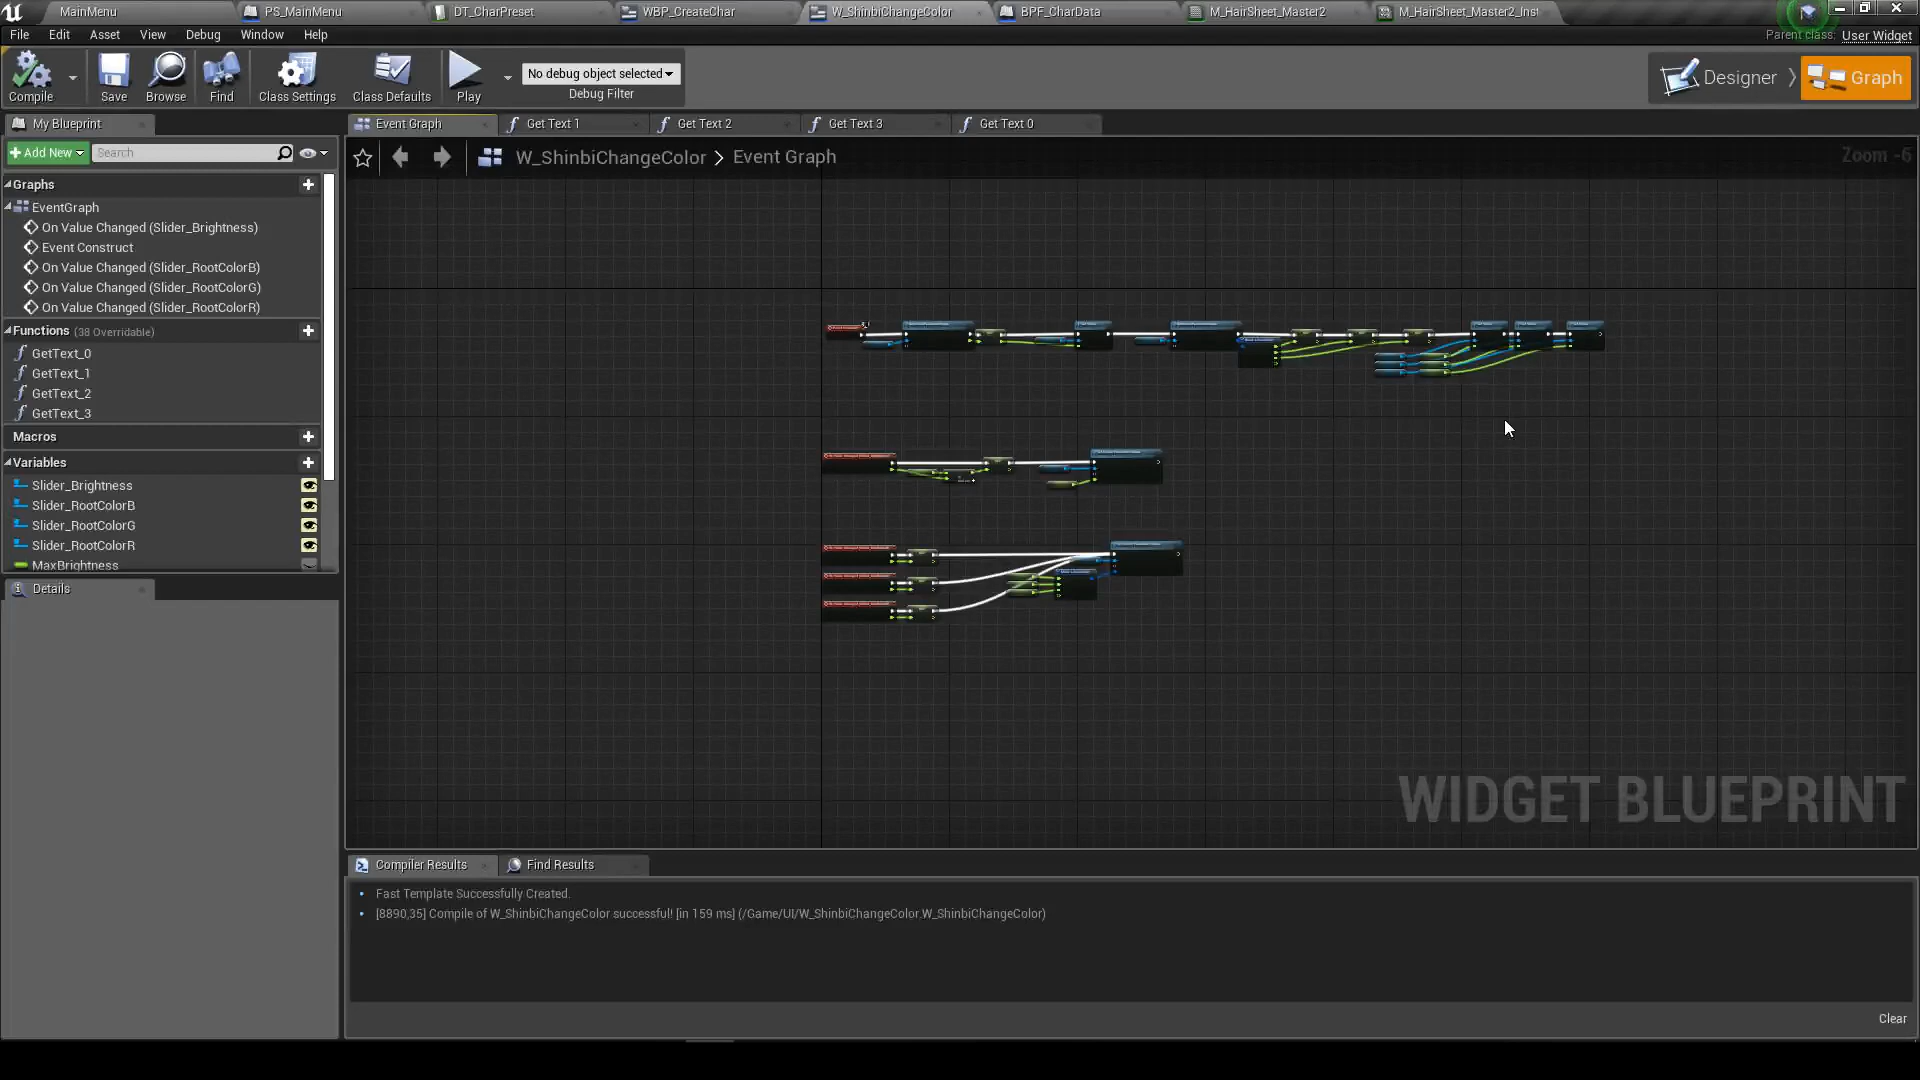 MainMenu
PS_MainMenu
DT_CharPreset
WBP_CreateChar
W_ShinbiChangeColor
BPF_CharData
M_HairSheet_Master2
M_HairSheet_Master2_Inst
File Edit Asset View Debug Window Help
Parent class: User Widget
Compile
Save
Browse
Find
Class Settings
Class Defaults
Play
No debug object selected
Debug Filter
Designer
Graph
My Blueprint
Event Graph
Get Text 1
Get Text 2
Get Text 3
Get Text 0
Add New
Search
W_ShinbiChangeColor > Event Graph
Zoom -6
Graphs
EventGraph
On Value Changed (Slider_Brightness)
Event Construct
On Value Changed (Slider_RootColorB)
On Value Changed (Slider_RootColorG)
On Value Changed (Slider_RootColorR)
Functions (38 Overridable)
GetText_0
GetText_1
GetText_2
GetText_3
Macros
Variables
Slider_Brightness
Slider_RootColorB
Slider_RootColorG
Slider_RootColorR
MaxBrightness
Details
WIDGET BLUEPRINT
Compiler Results
Find Results
Fast Template Successfully Created.
[8890,35] Compile of W_ShinbiChangeColor successful! [in 159 ms] (/Game/UI/W_ShinbiChangeColor.W_ShinbiChangeColor)
Clear